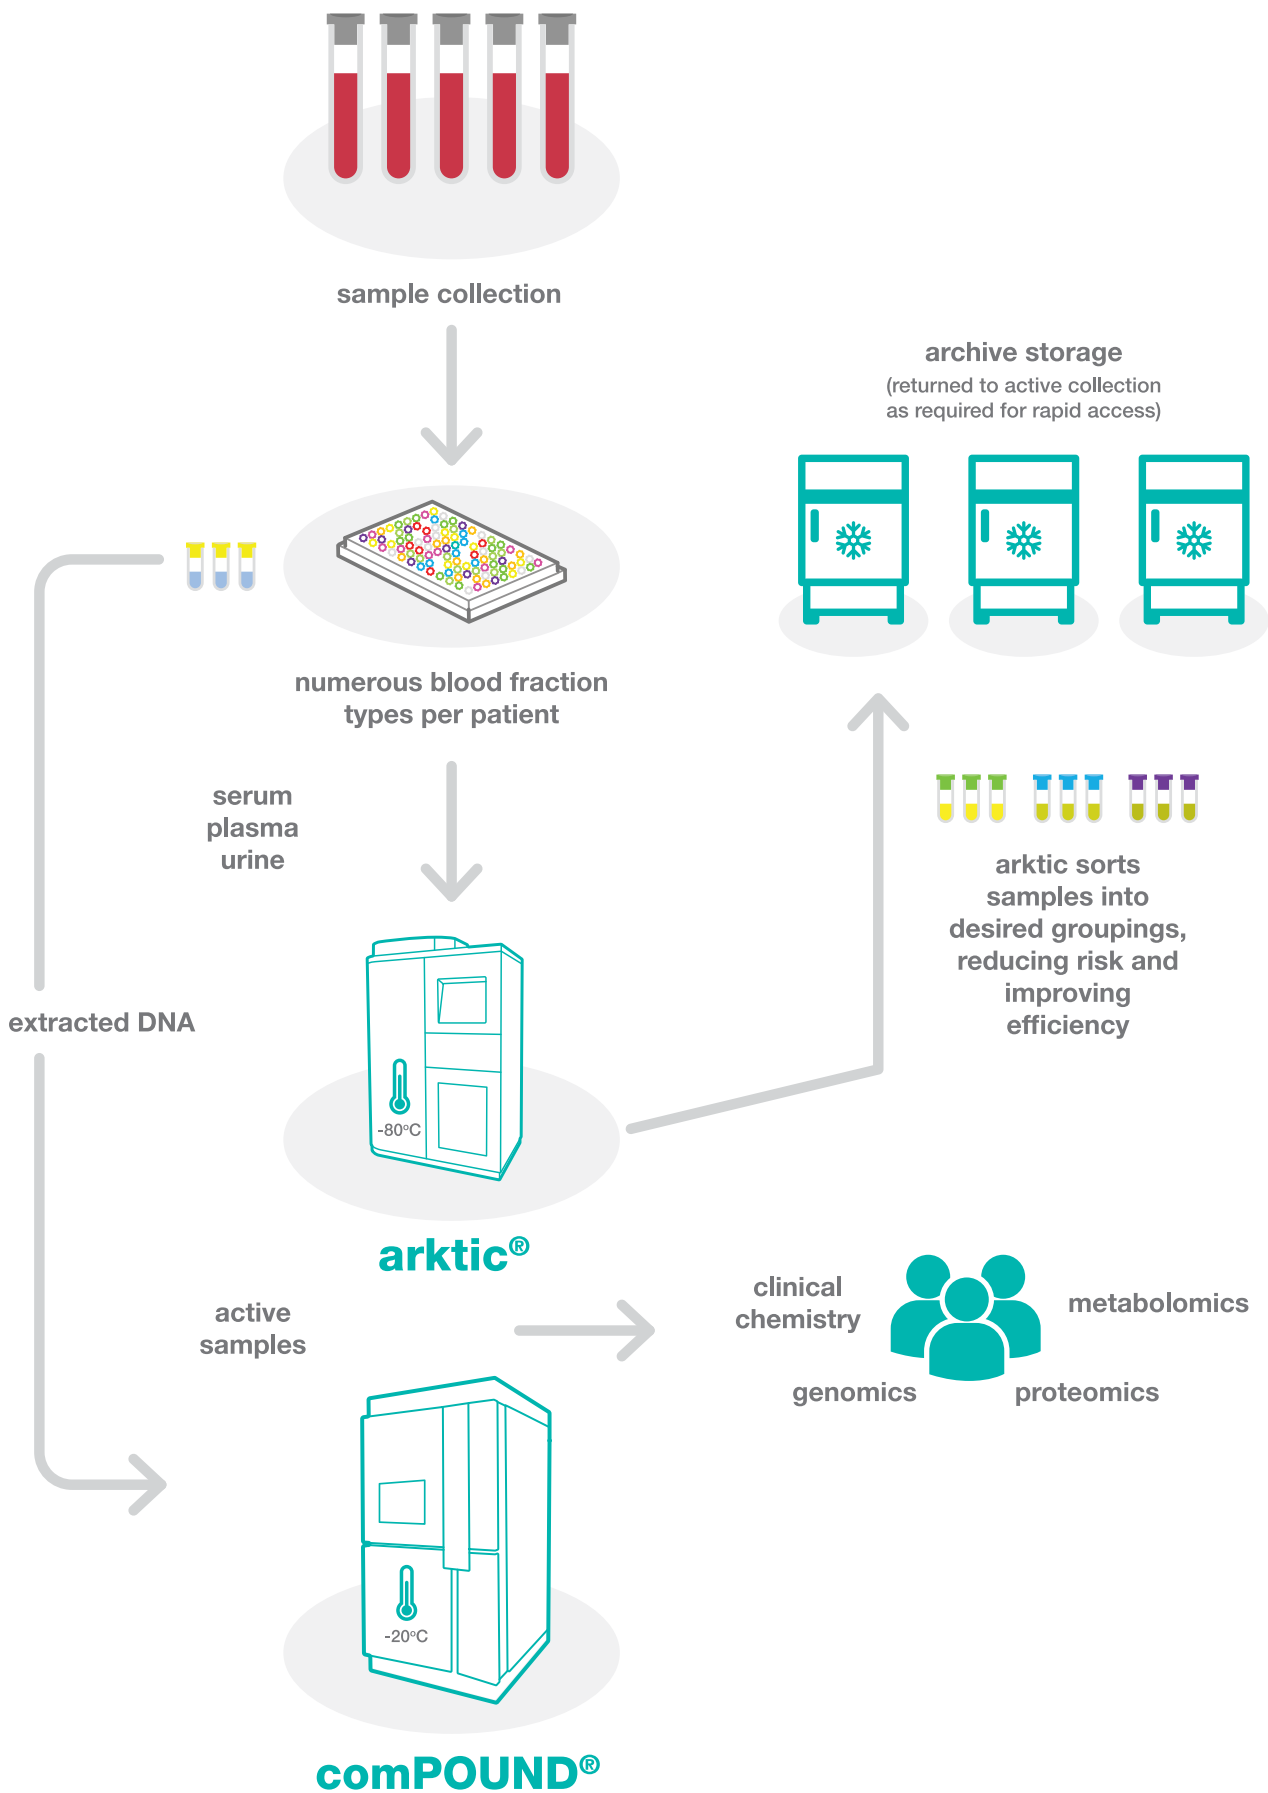 sample collection
archive storage
(returned to active collection
as required for rapid access)
numerous blood fraction
types per patient
serum
plasma
urine
arktic sorts
samples into
desired groupings,
reducing risk and
improving
efficiency
extracted DNA
-80°C
arktic®
active
samples
clinical
chemistry
metabolomics
genomics
proteomics
-20°C
comPOUND®